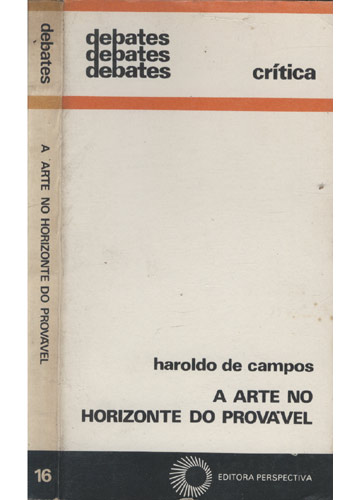 debates
A ARTE NO HORIZONTE DO PROVÁVEL
16
debates
debates
debates
crítica
haroldo de campos
A ARTE NO
HORIZONTE DO PROVÁVEL
EDITORA PERSPECTIVA